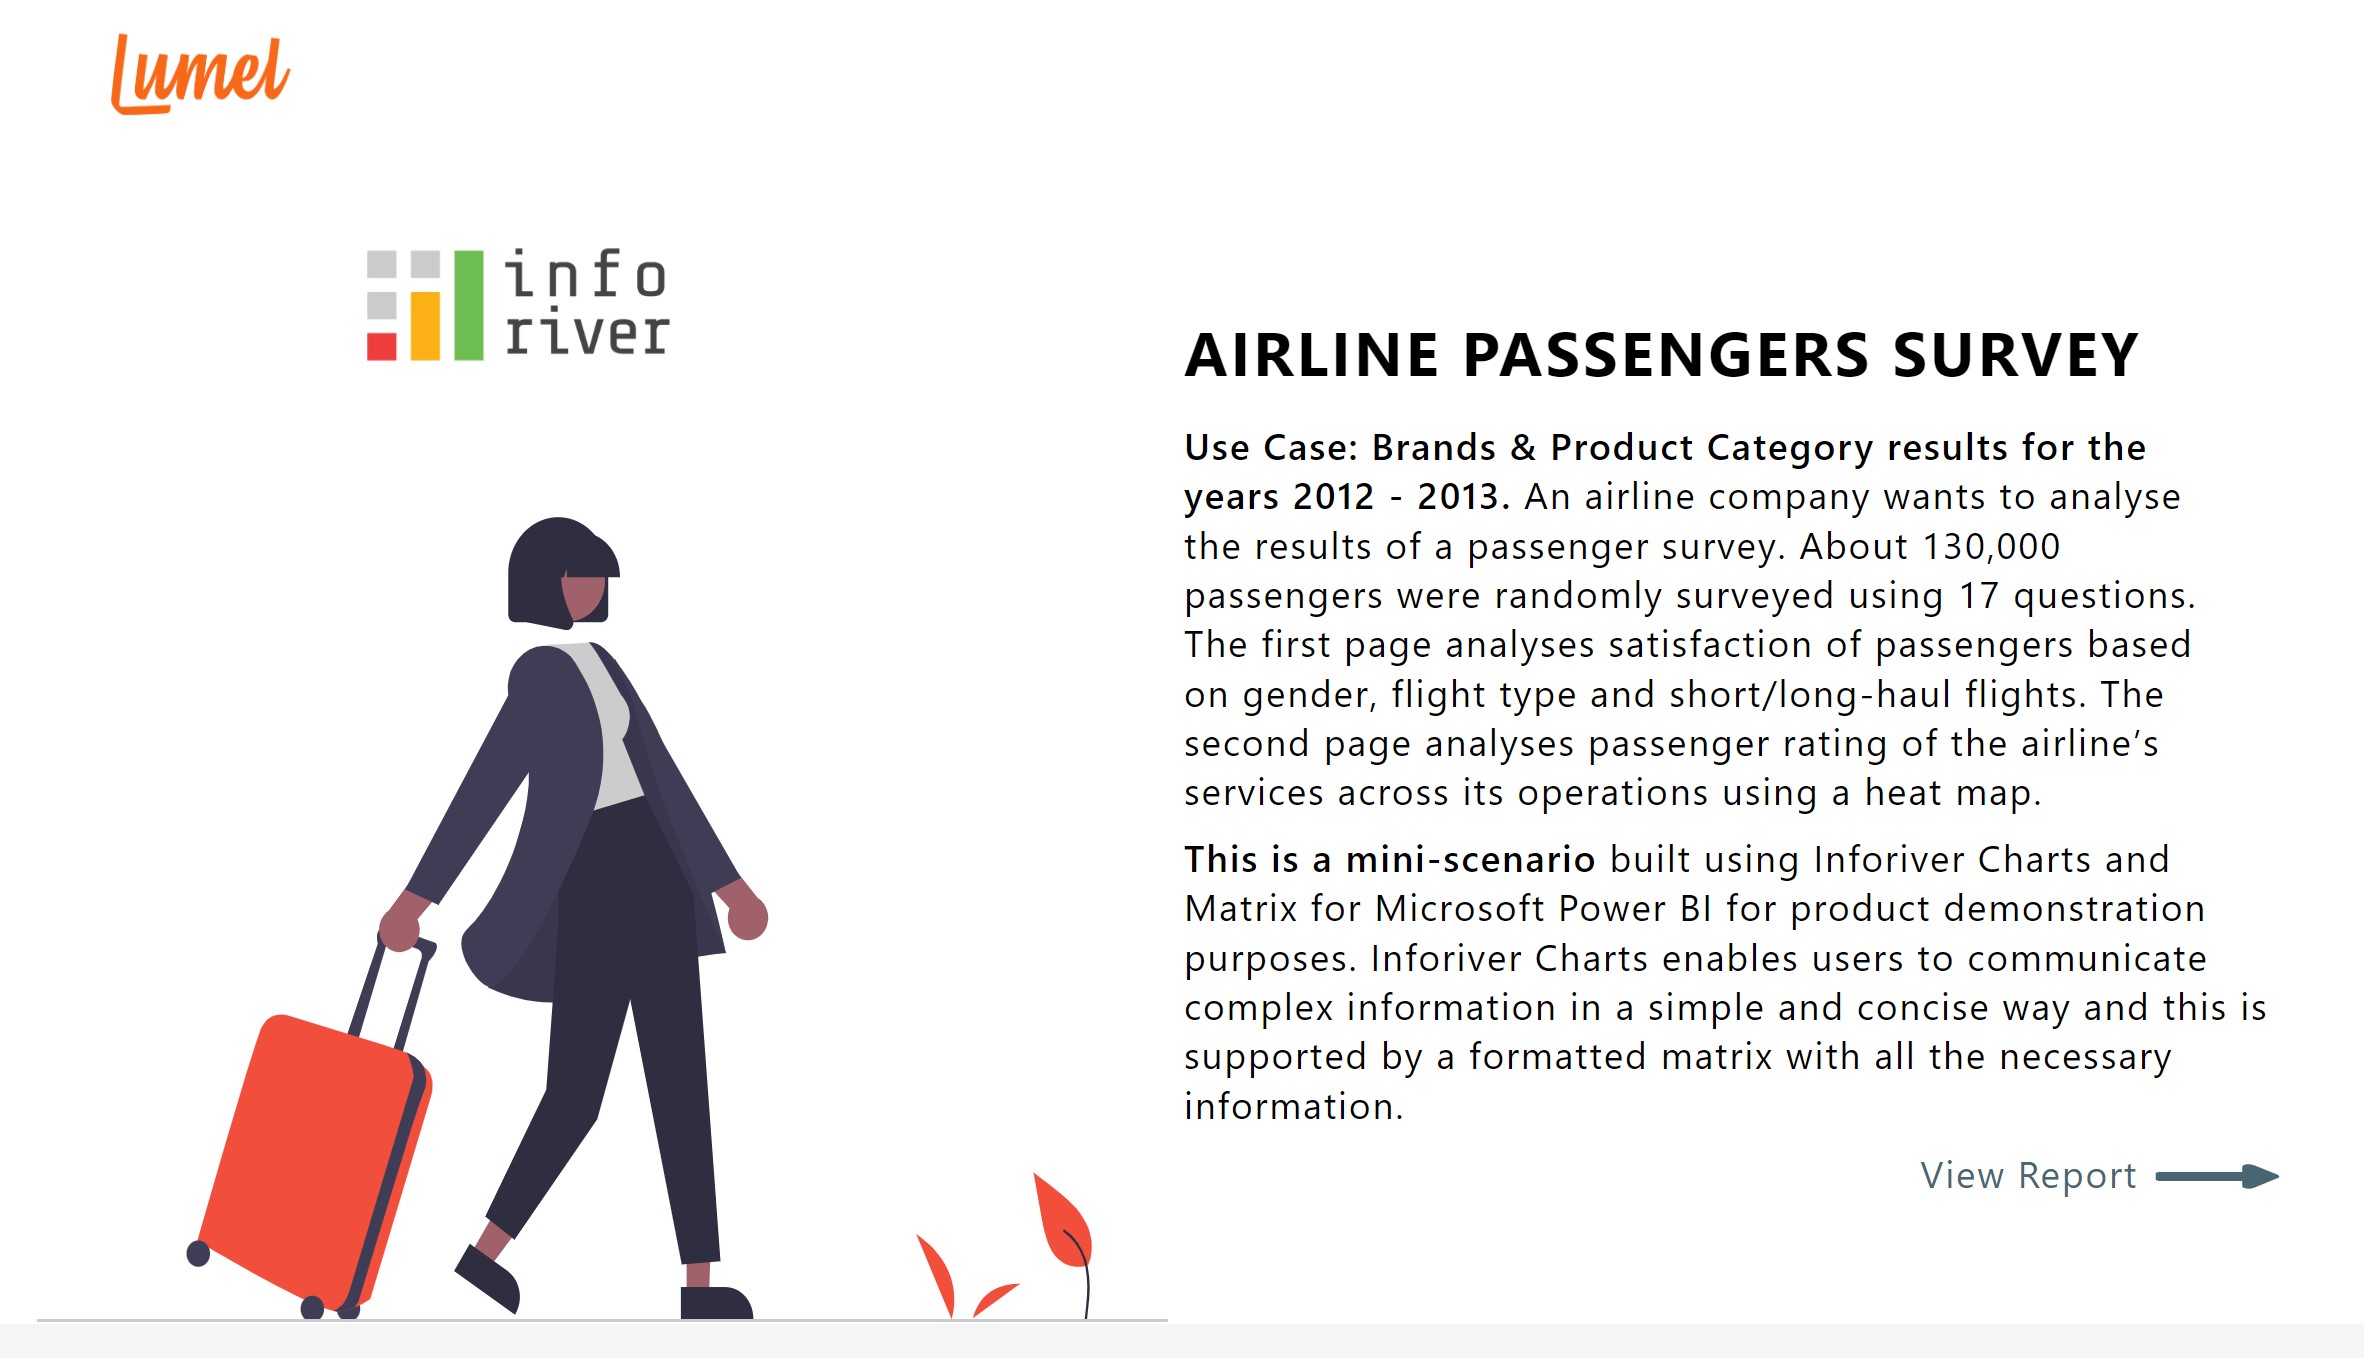 Lumel
info
river
AIRLINE PASSENGERS SURVEY
Use Case: Brands & Product Category results for the
years 2012 - 2013. An airline company wants to analyse
the results of a passenger survey. About 130,000
passengers were randomly surveyed using 17 questions.
The first page analyses satisfaction of passengers based
on gender, flight type and short/long-haul flights. The
second page analyses passenger rating of the airline’s
services across its operations using a heat map.
This is a mini-scenario built using Inforiver Charts and
Matrix for Microsoft Power BI for product demonstration
purposes. Inforiver Charts enables users to communicate
complex information in a simple and concise way and this is
supported by a formatted matrix with all the necessary
information.
View Report